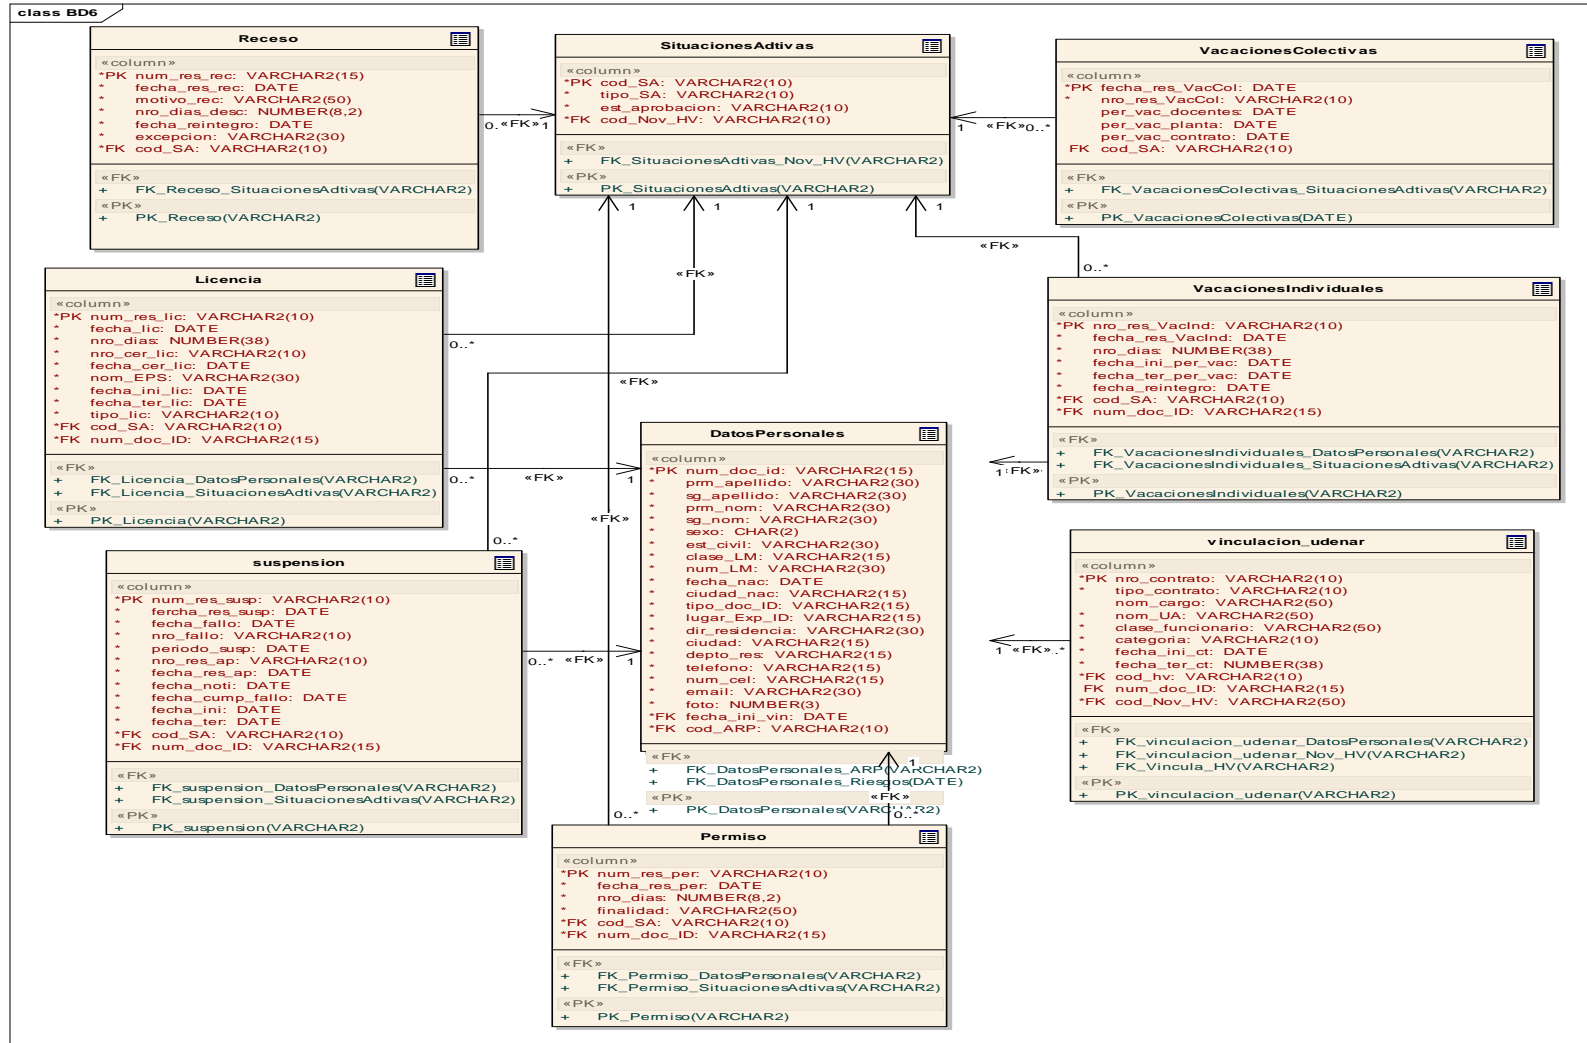 class BD6
Receso
«column»
*PK num_res_rec: VARCHAR2(15)
* fecha_res_rec: DATE
* motivo_rec: VARCHAR2(50)
* nro_dias_desc: NUMBER(8,2)
* fecha_reintegro: DATE
* excepcion: VARCHAR2(30)
*FK cod_SA: VARCHAR2(10)
«FK»
+ FK_Receso_SituacionesAdtivas(VARCHAR2)
«PK»
+ PK_Receso(VARCHAR2)
0..
«FK»
1
SituacionesAdtivas
«column»
*PK cod_SA: VARCHAR2(10)
* tipo_SA: VARCHAR2(10)
* est_aprobacion: VARCHAR2(10)
*FK cod_Nov_HV: VARCHAR2(10)
«FK»
+ FK_SituacionesAdtivas_Nov_HV(VARCHAR2)
«PK»
+ PK_SituacionesAdtivas(VARCHAR2)
1
«FK»
0..*
VacacionesColectivas
«column»
*PK fecha_res_VacCol: DATE
* nro_res_VacCol: VARCHAR2(10)
per_vac_docentes: DATE
per_vac_planta: DATE
per_vac_contrato: DATE
FK cod_SA: VARCHAR2(10)
«FK»
+ FK_VacacionesColectivas_SituacionesAdtivas(VARCHAR2)
«PK»
+ PK_VacacionesColectivas(DATE)
1
1
1
1
«FK»
0..*
«FK»
Licencia
«column»
*PK num_res_lic: VARCHAR2(10)
* fecha_lic: DATE
* nro_dias: NUMBER(38)
* nro_cer_lic: VARCHAR2(10)
* fecha_cer_lic: DATE
* nom_EPS: VARCHAR2(30)
* fecha_ini_lic: DATE
* fecha_ter_lic: DATE
* tipo_lic: VARCHAR2(10)
*FK cod_SA: VARCHAR2(10)
*FK num_doc_ID: VARCHAR2(15)
«FK»
+ FK_Licencia_DatosPersonales(VARCHAR2)
+ FK_Licencia_SituacionesAdtivas(VARCHAR2)
«PK»
+ PK_Licencia(VARCHAR2)
0..*
«FK»
0..*
«FK»
1
«FK»
0..*
VacacionesIndividuales
«column»
*PK nro_res_VacInd: VARCHAR2(10)
* fecha_res_VacInd: DATE
* nro_dias: NUMBER(38)
* fecha_ini_per_vac: DATE
* fecha_ter_per_vac: DATE
* fecha_reintegro: DATE
*FK cod_SA: VARCHAR2(10)
*FK num_doc_ID: VARCHAR2(15)
«FK»
+ FK_VacacionesIndividuales_DatosPersonales(VARCHAR2)
+ FK_VacacionesIndividuales_SituacionesAdtivas(VARCHAR2)
«PK»
+ PK_VacacionesIndividuales(VARCHAR2)
1
«FK»
DatosPersonales
«column»
*PK num_doc_id: VARCHAR2(15)
* prm_apellido: VARCHAR2(30)
* sg_apellido: VARCHAR2(30)
* prm_nom: VARCHAR2(30)
* sg_nom: VARCHAR2(30)
* sexo: CHAR(2)
* est_civil: VARCHAR2(30)
* clase_LM: VARCHAR2(15)
* num_LM: VARCHAR2(30)
* fecha_nac: DATE
* ciudad_nac: VARCHAR2(15)
* tipo_doc_ID: VARCHAR2(15)
* lugar_Exp_ID: VARCHAR2(15)
* dir_residencia: VARCHAR2(30)
* ciudad: VARCHAR2(15)
* depto_res: VARCHAR2(15)
* telefono: VARCHAR2(15)
* num_cel: VARCHAR2(15)
* email: VARCHAR2(30)
* foto: NUMBER(3)
*FK fecha_ini_vin: DATE
*FK cod_ARP: VARCHAR2(10)
«FK»
+ FK_DatosPersonales_ARP(VARCHAR2)
+ FK_DatosPersonales_Riesgos(DATE)
«PK»
+ PK_DatosPersonales(VARCHAR2)
suspension
«column»
*PK num_res_susp: VARCHAR2(10)
* fercha_res_susp: DATE
* fecha_fallo: DATE
* nro_fallo: VARCHAR2(10)
* periodo_susp: DATE
* nro_res_ap: VARCHAR2(10)
* fecha_res_ap: DATE
* fecha_noti: DATE
* fecha_cump_fallo: DATE
* fecha_ini: DATE
* fecha_ter: DATE
*FK cod_SA: VARCHAR2(10)
*FK num_doc_ID: VARCHAR2(15)
«FK»
+ FK_suspension_DatosPersonales(VARCHAR2)
+ FK_suspension_SituacionesAdtivas(VARCHAR2)
«PK»
+ PK_suspension(VARCHAR2)
0..*
0..*
«FK»
1
vinculacion_udenar
«column»
*PK nro_contrato: VARCHAR2(10)
* tipo_contrato: VARCHAR2(10)
nom_cargo: VARCHAR2(50)
* nom_UA: VARCHAR2(50)
* clase_funcionario: VARCHAR2(50)
* categoria: VARCHAR2(10)
* fecha_ini_ct: DATE
* fecha_ter_ct: NUMBER(38)
*FK cod_hv: VARCHAR2(10)
FK num_doc_ID: VARCHAR2(15)
*FK cod_Nov_HV: VARCHAR2(50)
«FK»
+ FK_vinculacion_udenar_DatosPersonales(VARCHAR2)
+ FK_vinculacion_udenar_Nov_HV(VARCHAR2)
+ FK_Vincula_HV(VARCHAR2)
«PK»
+ PK_vinculacion_udenar(VARCHAR2)
1
«FK»
..*
«FK»
0..*
1
«FK»
0..*
Permiso
«column»
*PK num_res_per: VARCHAR2(10)
* fecha_res_per: DATE
* nro_dias: NUMBER(8,2)
* finalidad: VARCHAR2(50)
*FK cod_SA: VARCHAR2(10)
*FK num_doc_ID: VARCHAR2(15)
«FK»
+ FK_Permiso_DatosPersonales(VARCHAR2)
+ FK_Permiso_SituacionesAdtivas(VARCHAR2)
«PK»
+ PK_Permiso(VARCHAR2)